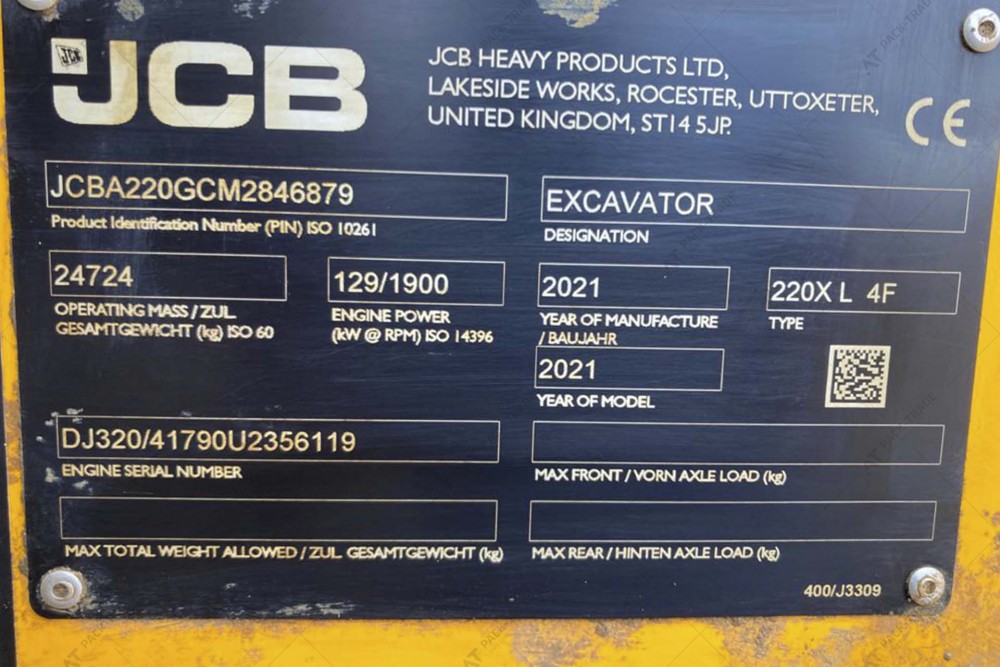 JCB
JCB HEAVY PRODUCTS LTD,
LAKESIDE WORKS, ROCESTER, UTTOXETER,
UNITED KINGDOM, ST14 5JP.
CE
JCBA220GCM2846879
Product Identification Number (PIN) ISO 10261
EXCAVATOR
DESIGNATION
24724
OPERATING MASS / ZUL.
GESAMTGEWICHT (kg) ISO 60
129/1900
ENGINE POWER
(kW @ RPM) ISO 14396
2021
YEAR OF MANUFACTURE
/ BAUJAHR
220X L 4F
TYPE
2021
YEAR OF MODEL
DJ320/41790U2356119
ENGINE SERIAL NUMBER
MAX FRONT / VORN AXLE LOAD (kg)
MAX TOTAL WEIGHT ALLOWED / ZUL. GESAMTGEWICHT (kg)
MAX REAR / HINTEN AXLE LOAD (kg)
400/J3309